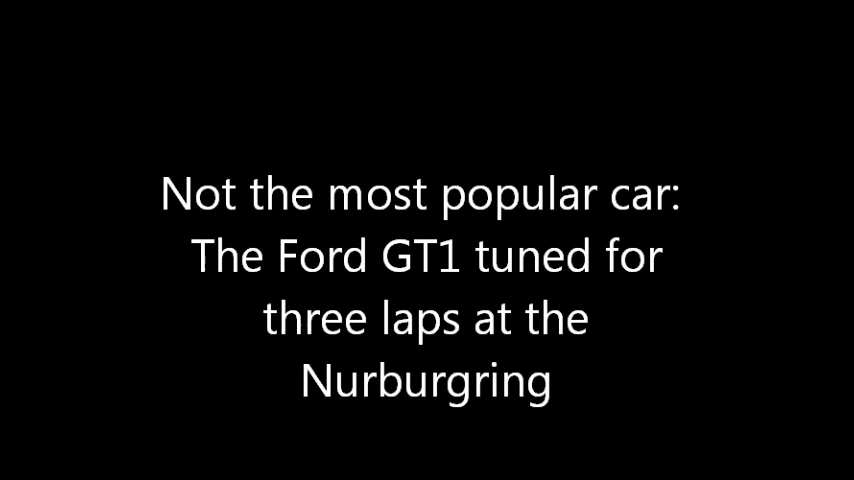 Not the most popular car:
The Ford GT1 tuned for
three laps at the
Nurburgring